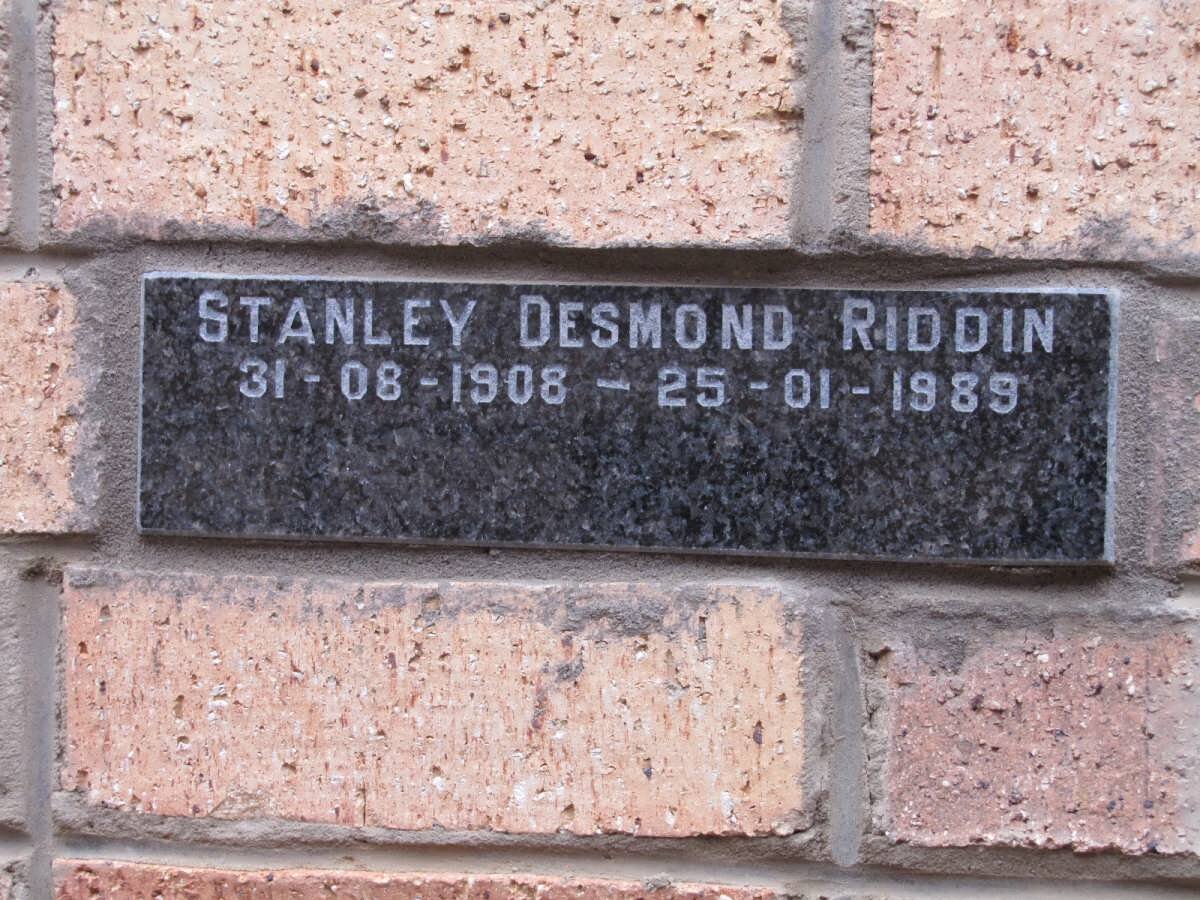 STANLEY DESMOND RIDDIN
31-08-1908 - 25-01-1989